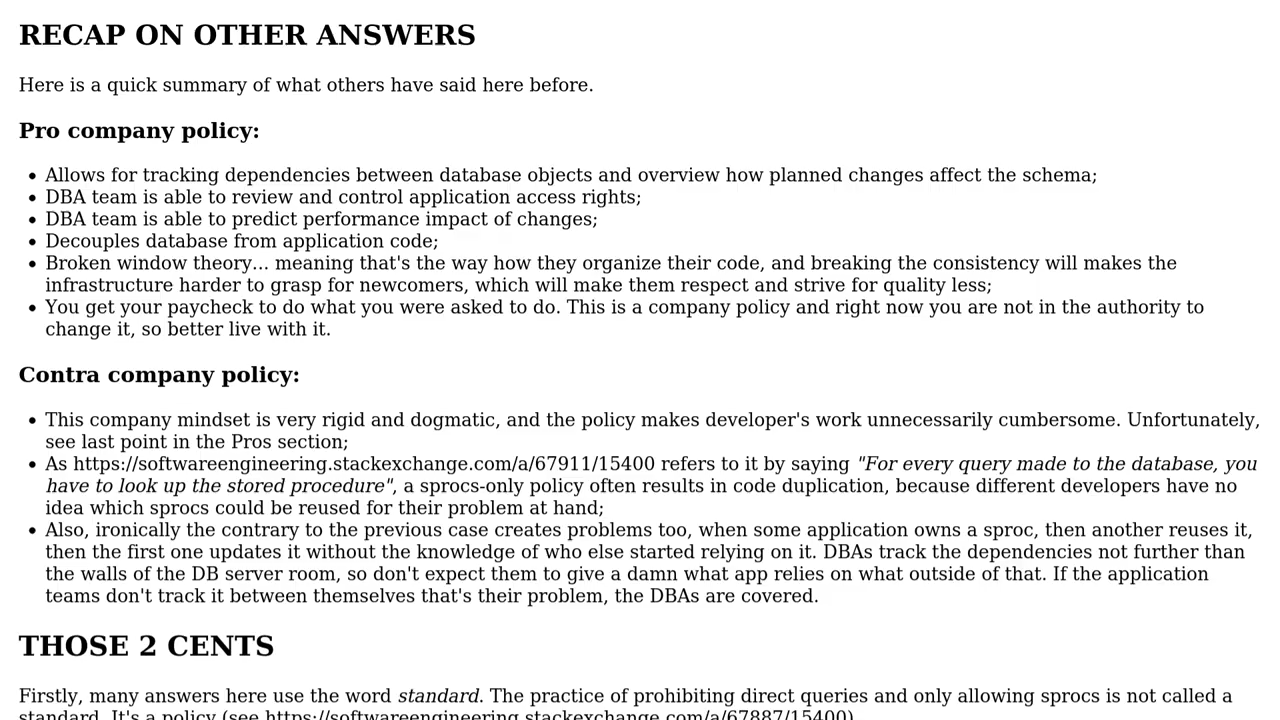 RECAP ON OTHER ANSWERS
Here is a quick summary of what others have said here before.
Pro company policy:
• Allows for tracking dependencies between database objects and overview how planned changes affect the schema;
• DBA team is able to review and control application access rights;
• DBA team is able to predict performance impact of changes;
• Decouples database from application code;
• Broken window theory... meaning that's the way how they organize their code, and breaking the consistency will makes the
infrastructure harder to grasp for newcomers, which will make them respect and strive for quality less;
• You get your paycheck to do what you were asked to do. This is a company policy and right now you are not in the authority to
change it, so better live with it.
Contra company policy:
• This company mindset is very rigid and dogmatic, and the policy makes developer's work unnecessarily cumbersome. Unfortunately,
see last point in the Pros section;
• As https://softwareengineering.stackexchange.com/a/67911/15400 refers to it by saying "For every query made to the database, you
have to look up the stored procedure", a sprocs-only policy often results in code duplication, because different developers have no
idea which sprocs could be reused for their problem at hand;
• Also, ironically the contrary to the previous case creates problems too, when some application owns a sproc, then another reuses it,
then the first one updates it without the knowledge of who else started relying on it. DBAs track the dependencies not further than
the walls of the DB server room, so don't expect them to give a damn what app relies on what outside of that. If the application
teams don't track it between themselves that's their problem, the DBAs are covered.
THOSE 2 CENTS
Firstly, many answers here use the word standard. The practice of prohibiting direct queries and only allowing sprocs is not called a
standard. It's a policy (see https://softwareengineering.stackexchange.com/a/67887/15400)